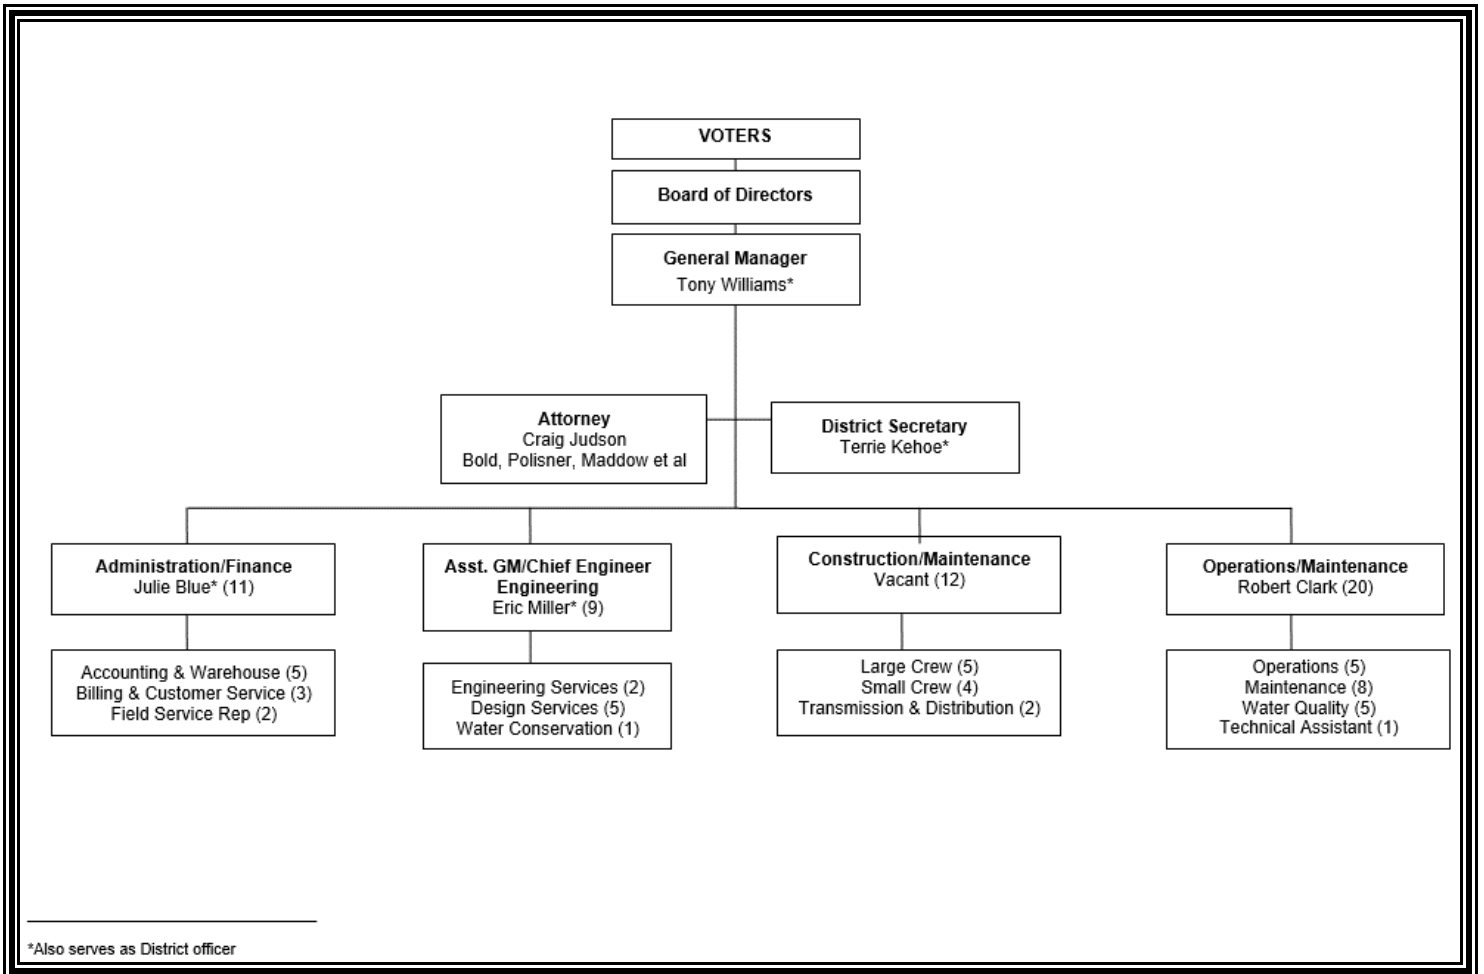 VOTERS
Board of Directors
General Manager
Tony Williams*
Attorney
Craig Judson
Bold, Polisner, Maddow et al
District Secretary
Terrie Kehoe*
Administration/Finance
Julie Blue* (11)
Asst. GM/Chief Engineer
Engineering
Eric Miller* (9)
Construction/Maintenance
Vacant (12)
Operations/Maintenance
Robert Clark (20)
Accounting & Warehouse (5)
Billing & Customer Service (3)
Field Service Rep (2)
Engineering Services (2)
Design Services (5)
Water Conservation (1)
Large Crew (5)
Small Crew (4)
Transmission & Distribution (2)
Operations (5)
Maintenance (8)
Water Quality (5)
Technical Assistant (1)
*Also serves as District officer